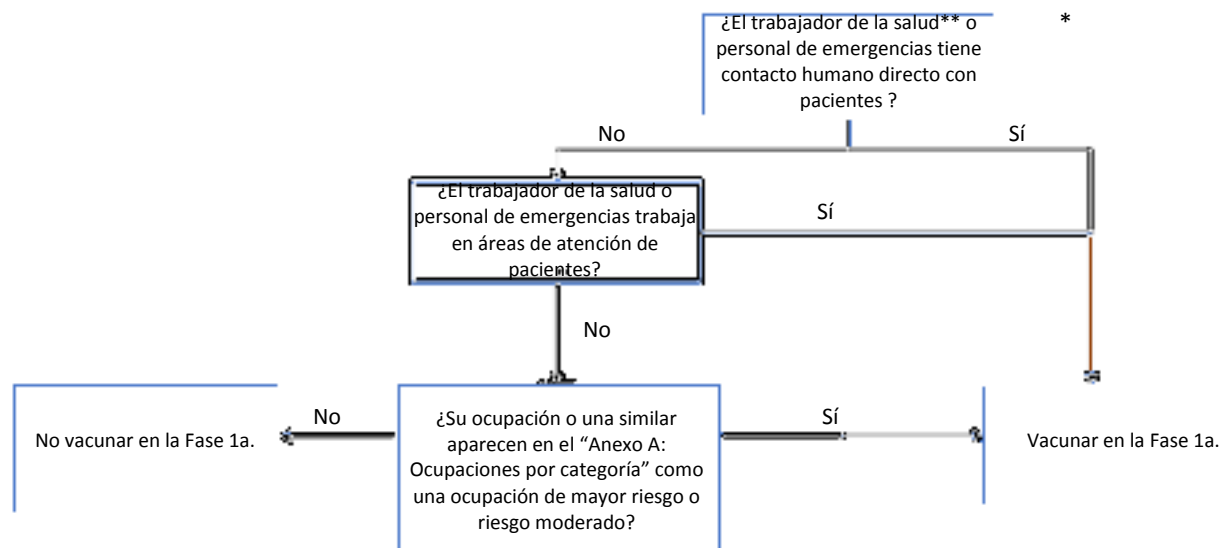 ¿El trabajador de la salud** o
personal de emergencias tiene
contacto humano directo con
pacientes ?
*
No
Sí
¿El trabajador de la salud o
personal de emergencias trabaja
en áreas de atención de
pacientes?
Sí
No
No vacunar en la Fase 1a.
No
¿Su ocupación o una similar
aparecen en el “Anexo A:
Ocupaciones por categoría” como
una ocupación de mayor riesgo o
riesgo moderado?
Sí
Vacunar en la Fase 1a.